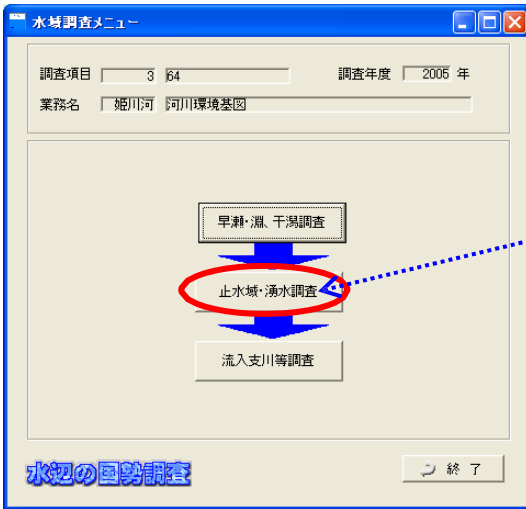 水域調査メニュー
調査項目 3 64 調査年度 2005 年
業務名 姫川河 河川環境基図
早瀬・淵、干潟調査
止水域・湧水調査
流入支川等調査
水辺の国勢調査
終 了